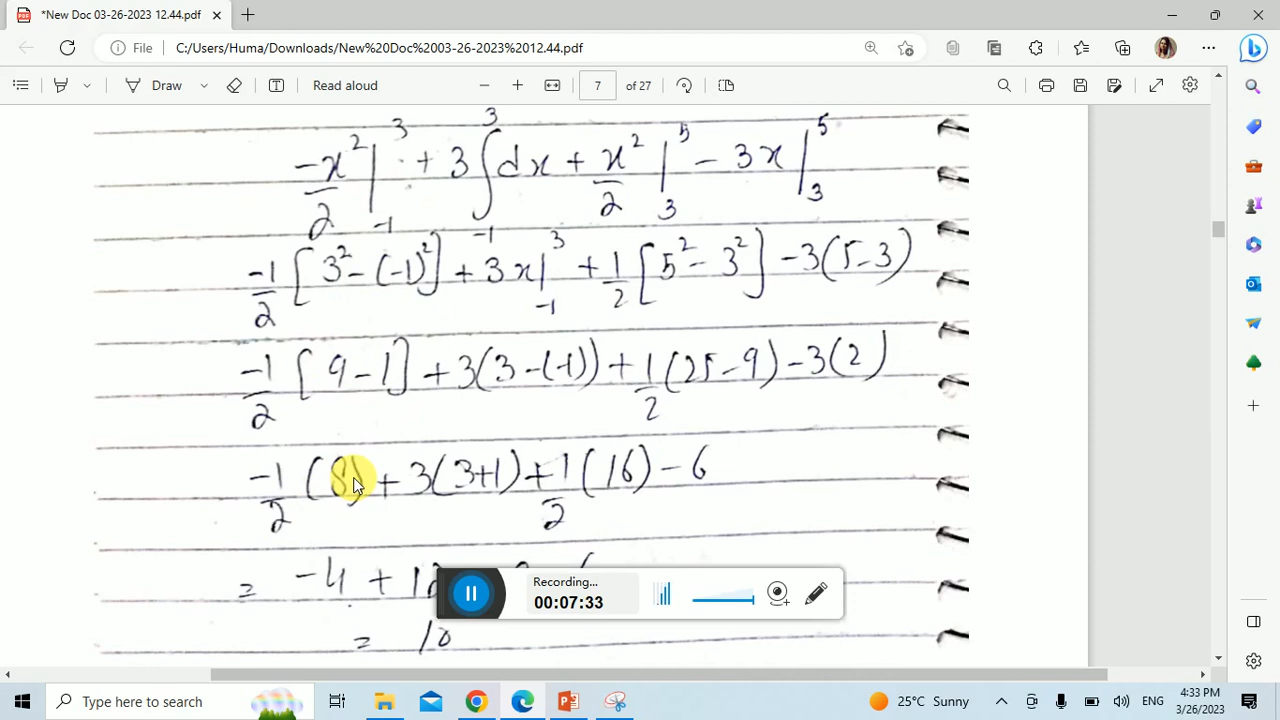 *New Doc 03-26-2023 12.44.pdf
File C:/Users/Huma/Downloads/New%20Doc%2003-26-2023%2012.44.pdf
Draw Read aloud 7 of 27
-x²/2 |₋₁³ + 3 ∫₋₁³ dx + x²/2 |₃⁵ - 3x |₃⁵
-1/2 [3² - (-1)²] + 3x |₋₁³ + 1/2 [5² - 3²] - 3(5-3)
-1/2 [9 - 1] + 3(3 - (-1)) + 1/2 (25 - 9) - 3(2)
-1/2 (8) + 3(3+1) + 1/2 (16) - 6
= -4 + 12
= 10
Recording...
00:07:33
Type here to search
25°C Sunny
ENG
4:33 PM
3/26/2023